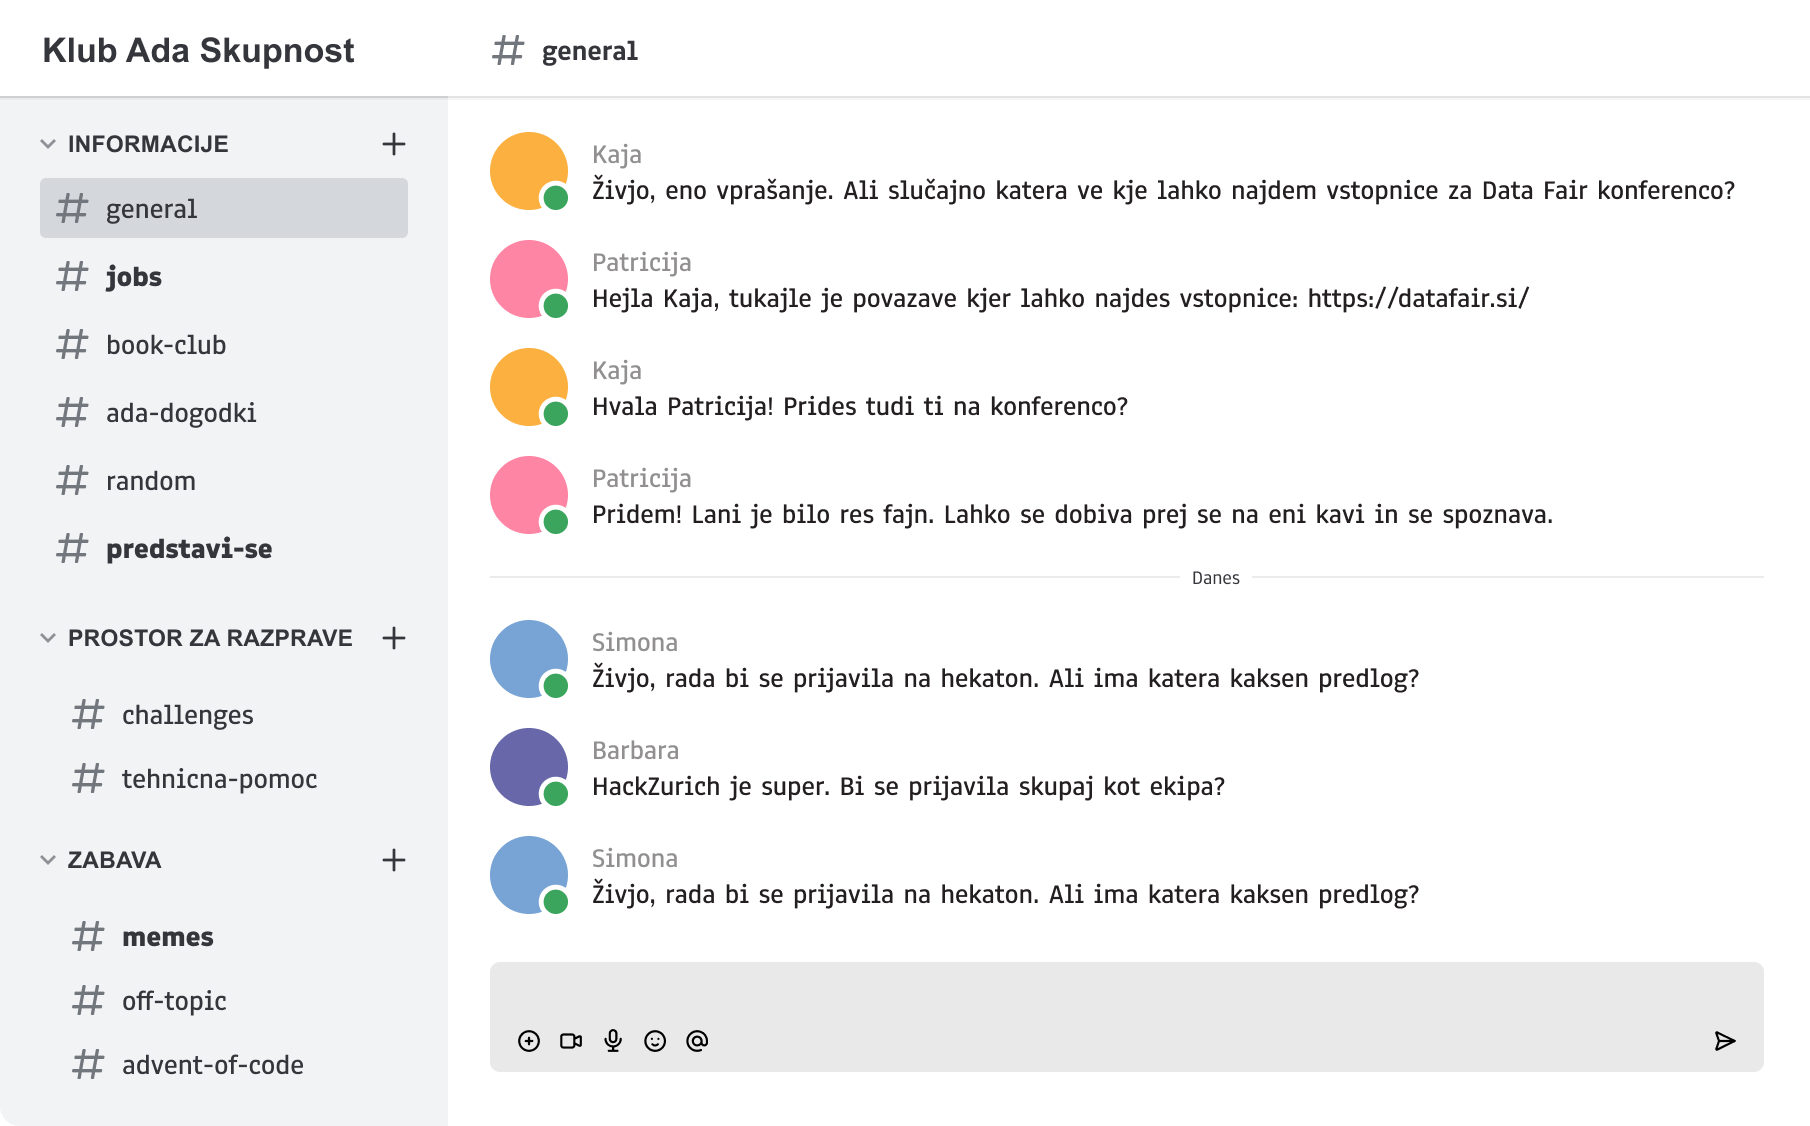 Klub Ada Skupnost
INFORMACIJE
general
jobs
book-club
ada-dogodki
random
predstavi-se
PROSTOR ZA RAZPRAVE
challenges
tehnicna-pomoc
ZABAVA
memes
off-topic
advent-of-code
general
Kaja
Živjo, eno vprašanje. Ali slučajno katera ve kje lahko najdem vstopnice za Data Fair konferenco?
Patricija
Hejla Kaja, tukajle je povazave kjer lahko najdes vstopnice: https://datafair.si/
Kaja
Hvala Patricija! Prides tudi ti na konferenco?
Patricija
Pridem! Lani je bilo res fajn. Lahko se dobiva prej se na eni kavi in se spoznava.
Danes
Simona
Živjo, rada bi se prijavila na hekaton. Ali ima katera kaksen predlog?
Barbara
HackZurich je super. Bi se prijavila skupaj kot ekipa?
Simona
Živjo, rada bi se prijavila na hekaton. Ali ima katera kaksen predlog?